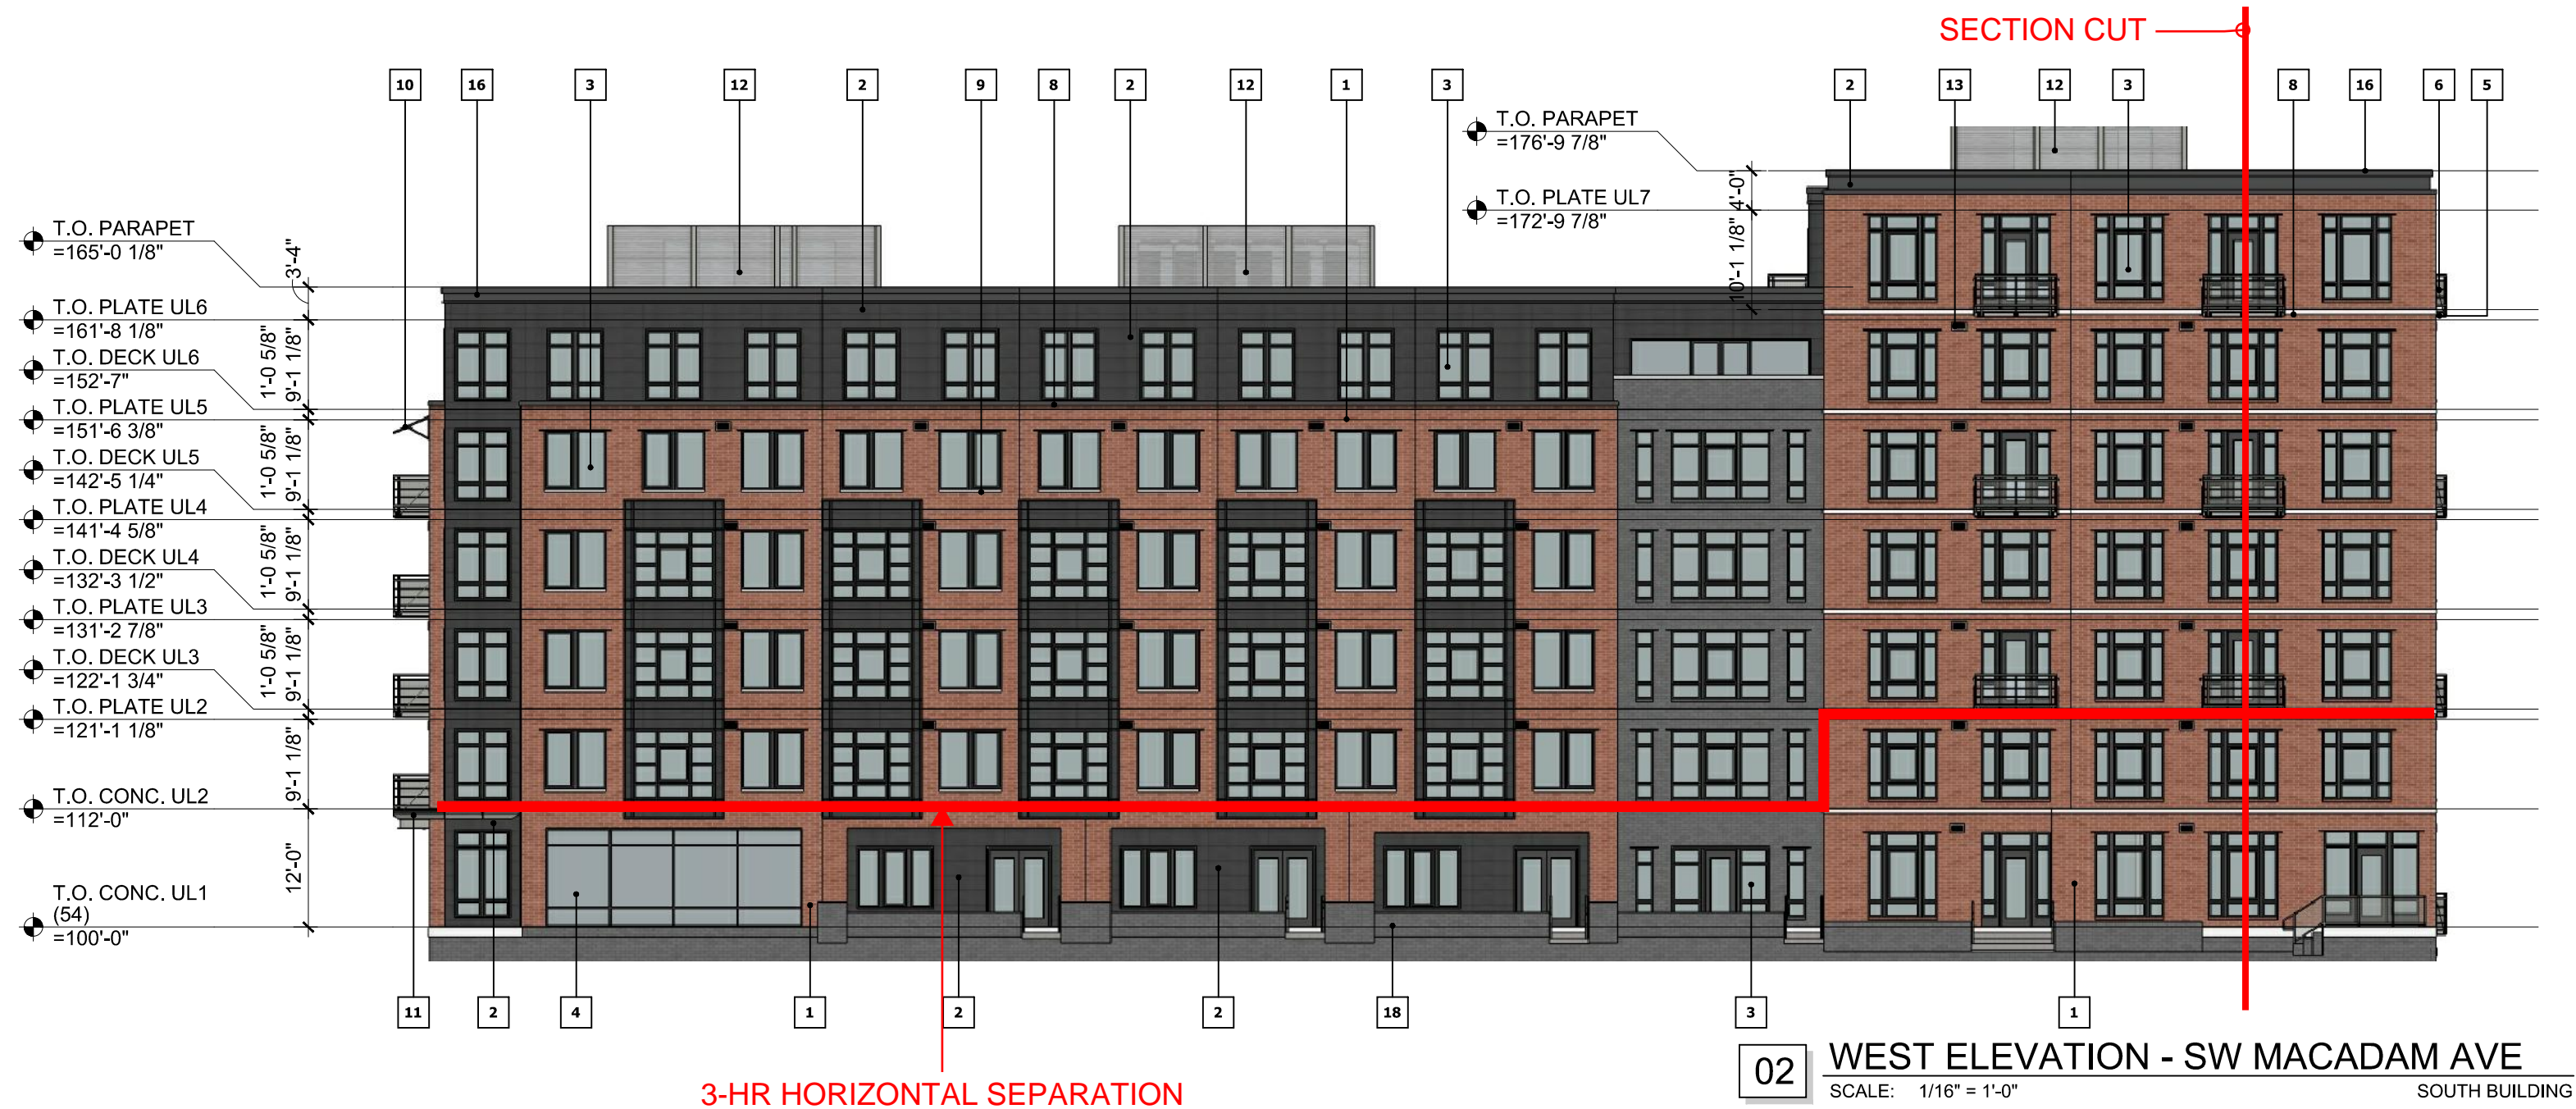 SECTION CUT
10 16 3 12 2 9 8 2 12 1 3 2 13 12 3 8 16 6 5
T.O. PARAPET
=176'-9 7/8"
T.O. PLATE UL7
=172'-9 7/8"
4'-0"
10'-1 1/8"
T.O. PARAPET
=165'-0 1/8"
T.O. PLATE UL6
=161'-8 1/8"
T.O. DECK UL6
=152'-7"
T.O. PLATE UL5
=151'-6 3/8"
T.O. DECK UL5
=142'-5 1/4"
T.O. PLATE UL4
=141'-4 5/8"
T.O. DECK UL4
=132'-3 1/2"
T.O. PLATE UL3
=131'-2 7/8"
T.O. DECK UL3
=122'-1 3/4"
T.O. PLATE UL2
=121'-1 1/8"
T.O. CONC. UL2
=112'-0"
T.O. CONC. UL1
(54)
=100'-0"
3'-4"
9'-1 1/8"
1'-0 5/8"
9'-1 1/8"
1'-0 5/8"
9'-1 1/8"
1'-0 5/8"
9'-1 1/8"
1'-0 5/8"
9'-1 1/8"
12'-0"
11 2 4 1 2 2 18 3 1
3-HR HORIZONTAL SEPARATION
02 WEST ELEVATION - SW MACADAM AVE
SCALE: 1/16" = 1'-0"
SOUTH BUILDING